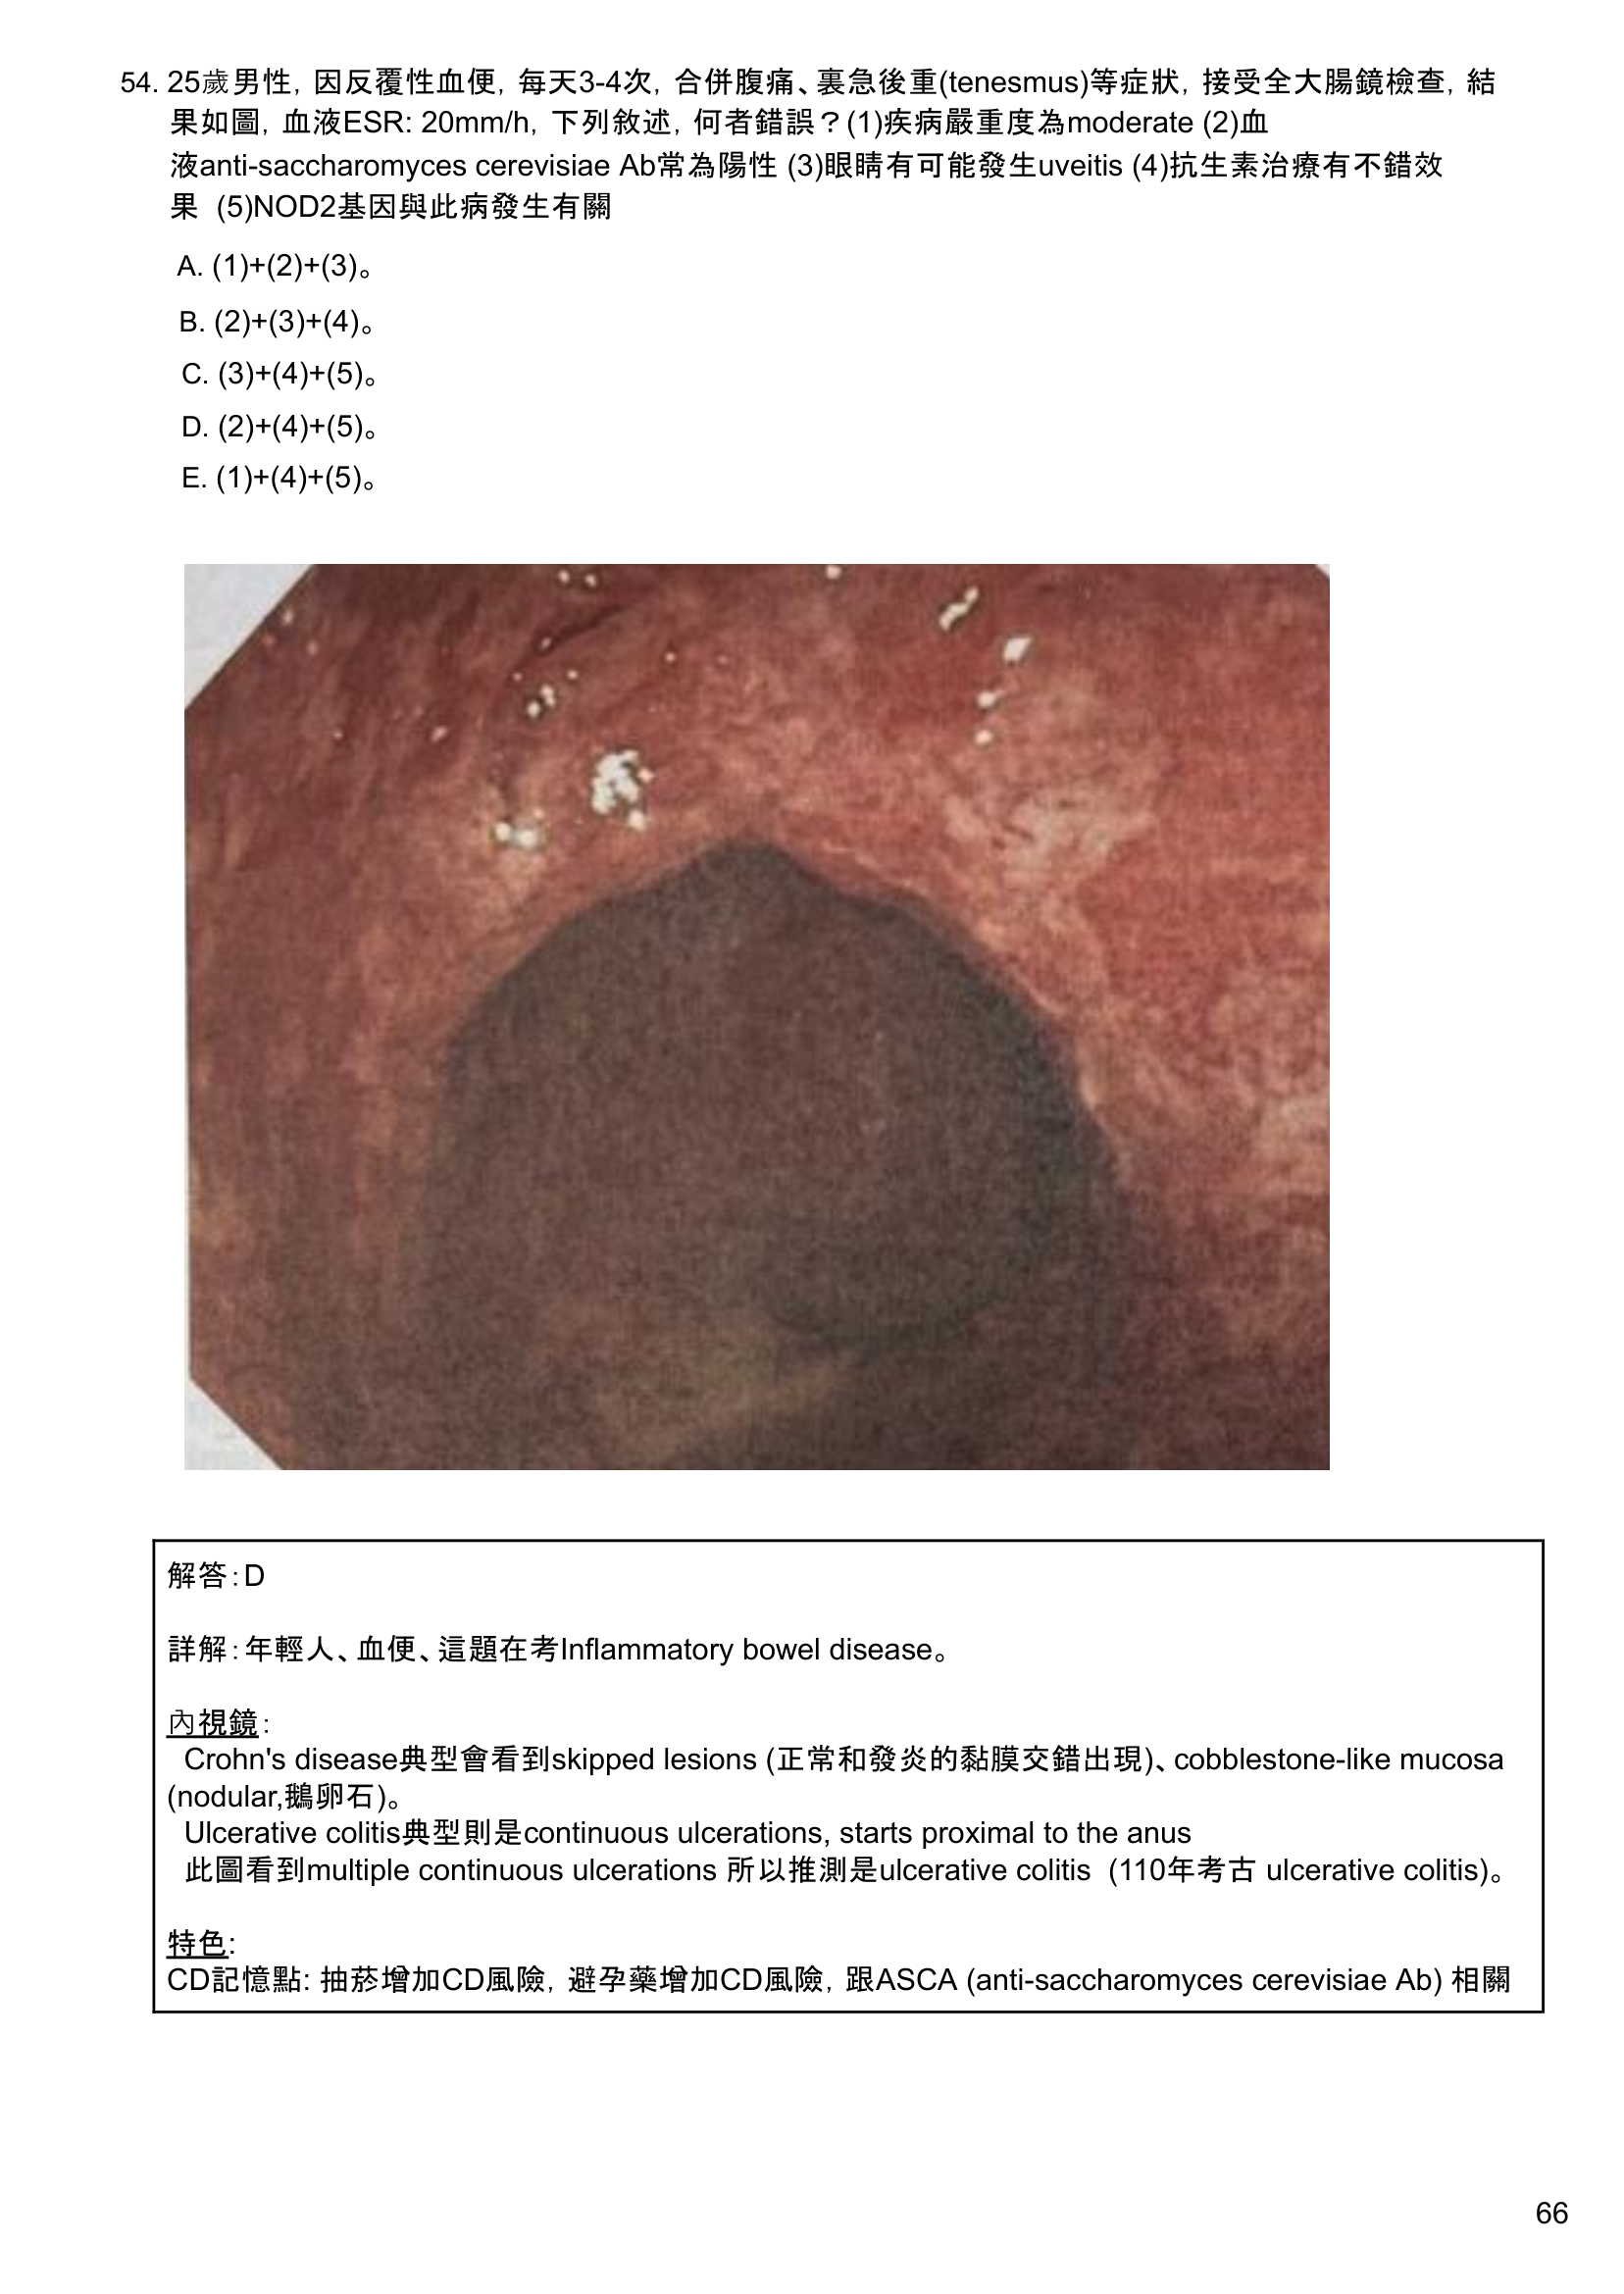 54. 25歲男性，因反覆性血便，每天3-4次，合併腹痛、裏急後重(tenesmus)等症狀，接受全大腸鏡檢查，結
果如圖，血液ESR: 20mm/h，下列敘述，何者錯誤？(1)疾病嚴重度為moderate (2)血
液anti-saccharomyces cerevisiae Ab常為陽性 (3)眼睛有可能發生uveitis (4)抗生素治療有不錯效
果 (5)NOD2基因與此病發生有關
A. (1)+(2)+(3)。
B. (2)+(3)+(4)。
C. (3)+(4)+(5)。
D. (2)+(4)+(5)。
E. (1)+(4)+(5)。
解答：D
詳解：年輕人、血便、這題在考Inflammatory bowel disease。
內視鏡：
Crohn's disease典型會看到skipped lesions (正常和發炎的黏膜交錯出現)、cobblestone-like mucosa
(nodular,鵝卵石)。
Ulcerative colitis典型則是continuous ulcerations, starts proximal to the anus
此圖看到multiple continuous ulcerations 所以推測是ulcerative colitis (110年考古 ulcerative colitis)。
特色:
CD記憶點: 抽菸增加CD風險，避孕藥增加CD風險，跟ASCA (anti-saccharomyces cerevisiae Ab) 相關
66